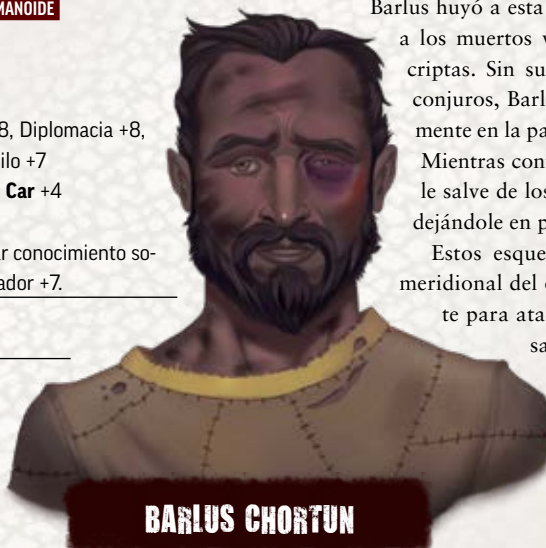 MANOIDE
8, Diplomacia +8,
ilo +7
Car +4
ar conocimiento so-
ador +7.
Barlus huyó a esta
a los muertos v
criptas. Sin su
conjuros, Barl
mente en la pa
Mientras con
le salve de los
dejándole en p
Estos esque
meridional del c
te para ata
sa
BARLUS CHORTUN